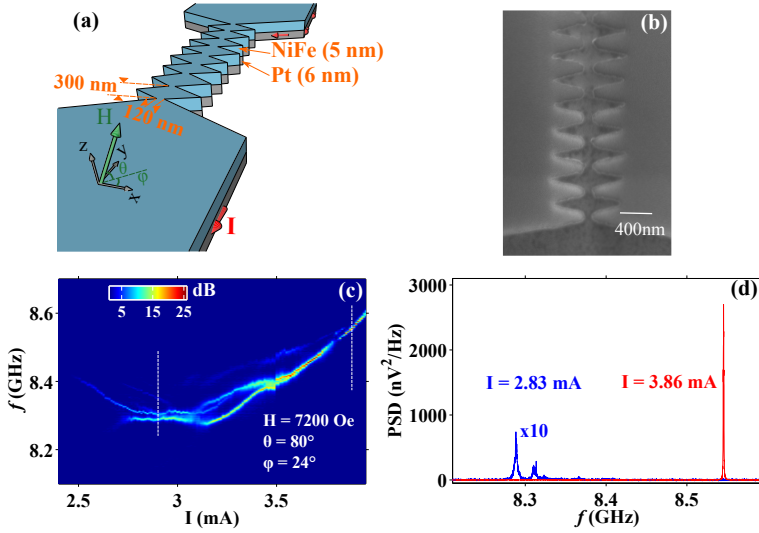 (a)
NiFe (5 nm)
Pt (6 nm)
300 nm
120 nm
H
z
y
θ
φ
x
I
(b)
400nm
(c)
dB
5 15 25
8.6
8.4
8.2
f (GHz)
H = 7200 Oe
θ = 80°
φ = 24°
2.5 3 3.5
I (mA)
(d)
3000
2000
1000
0
PSD (nV²/Hz)
I = 2.83 mA
I = 3.86 mA
x10
8.3 8.4 8.5
f (GHz)